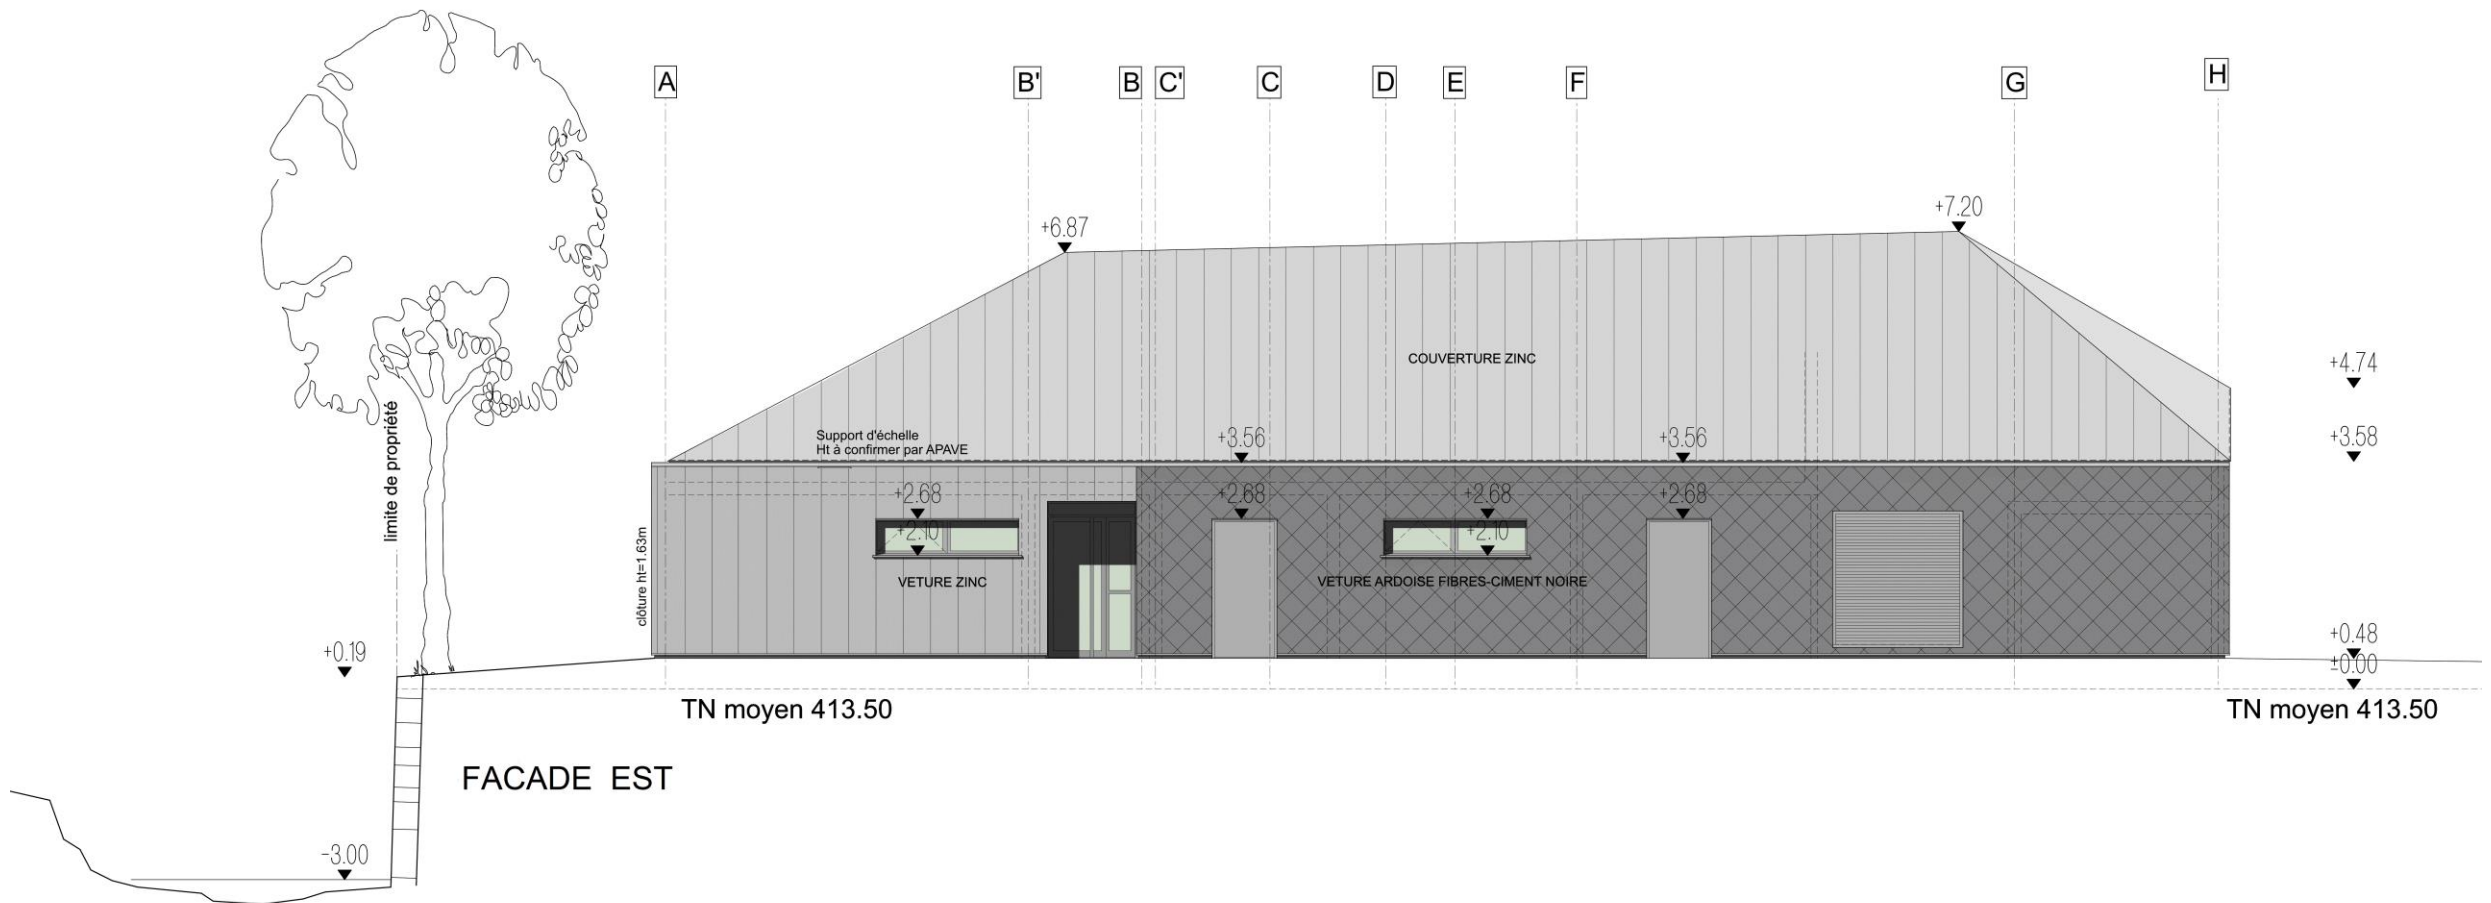 A
B'
B
C'
C
D
E
F
G
H
+6.87
+7.20
COUVERTURE ZINC
+4.74
limite de propriété
Support d'échelle
Ht à confirmer par APAVE
+3.56
+3.56
+3.58
+2.68
+2.68
+2.68
+2.68
+2.10
+2.10
clôture ht=1.63m
VETURE ZINC
VETURE ARDOISE FIBRES-CIMENT NOIRE
+0.19
+0.48
±0.00
TN moyen 413.50
TN moyen 413.50
FACADE EST
-3.00